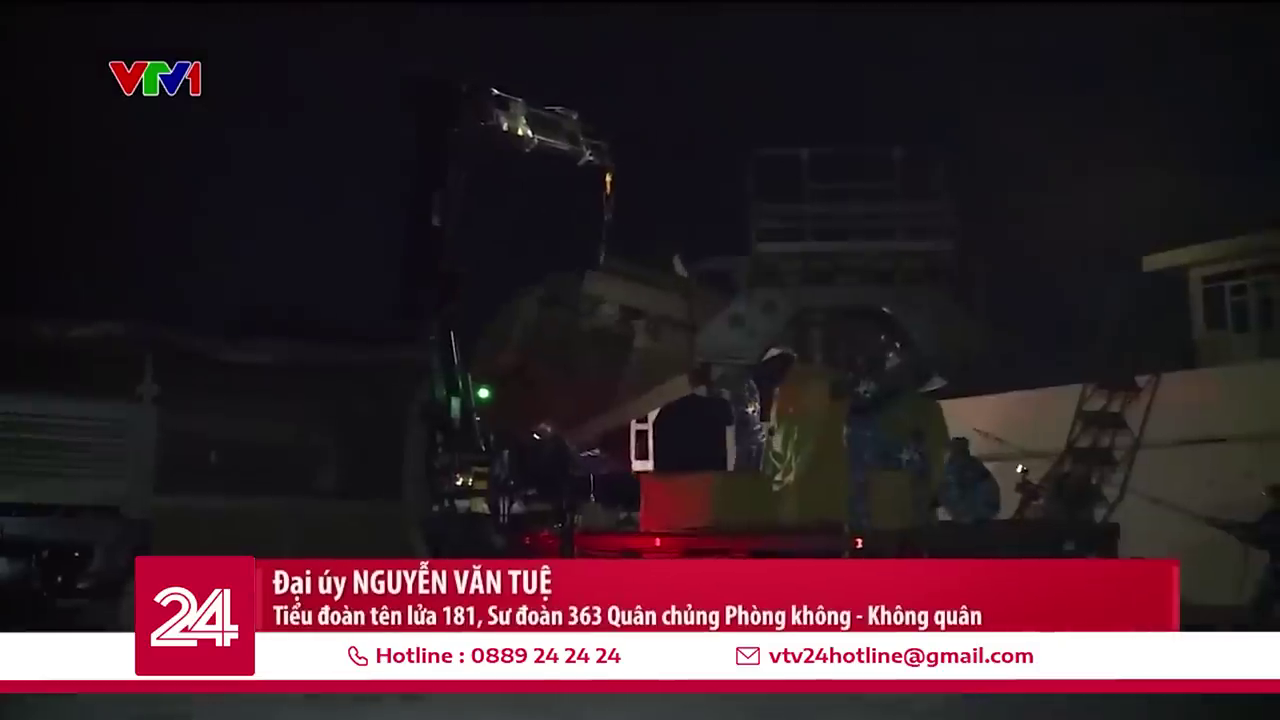 VTV1
Đại úy NGUYỄN VĂN TUỆ
24
Tiểu đoàn tên lửa 181, Sư đoàn 363 Quân chủng Phòng không - Không quân
Hotline : 0889 24 24 24
vtv24hotline@gmail.com